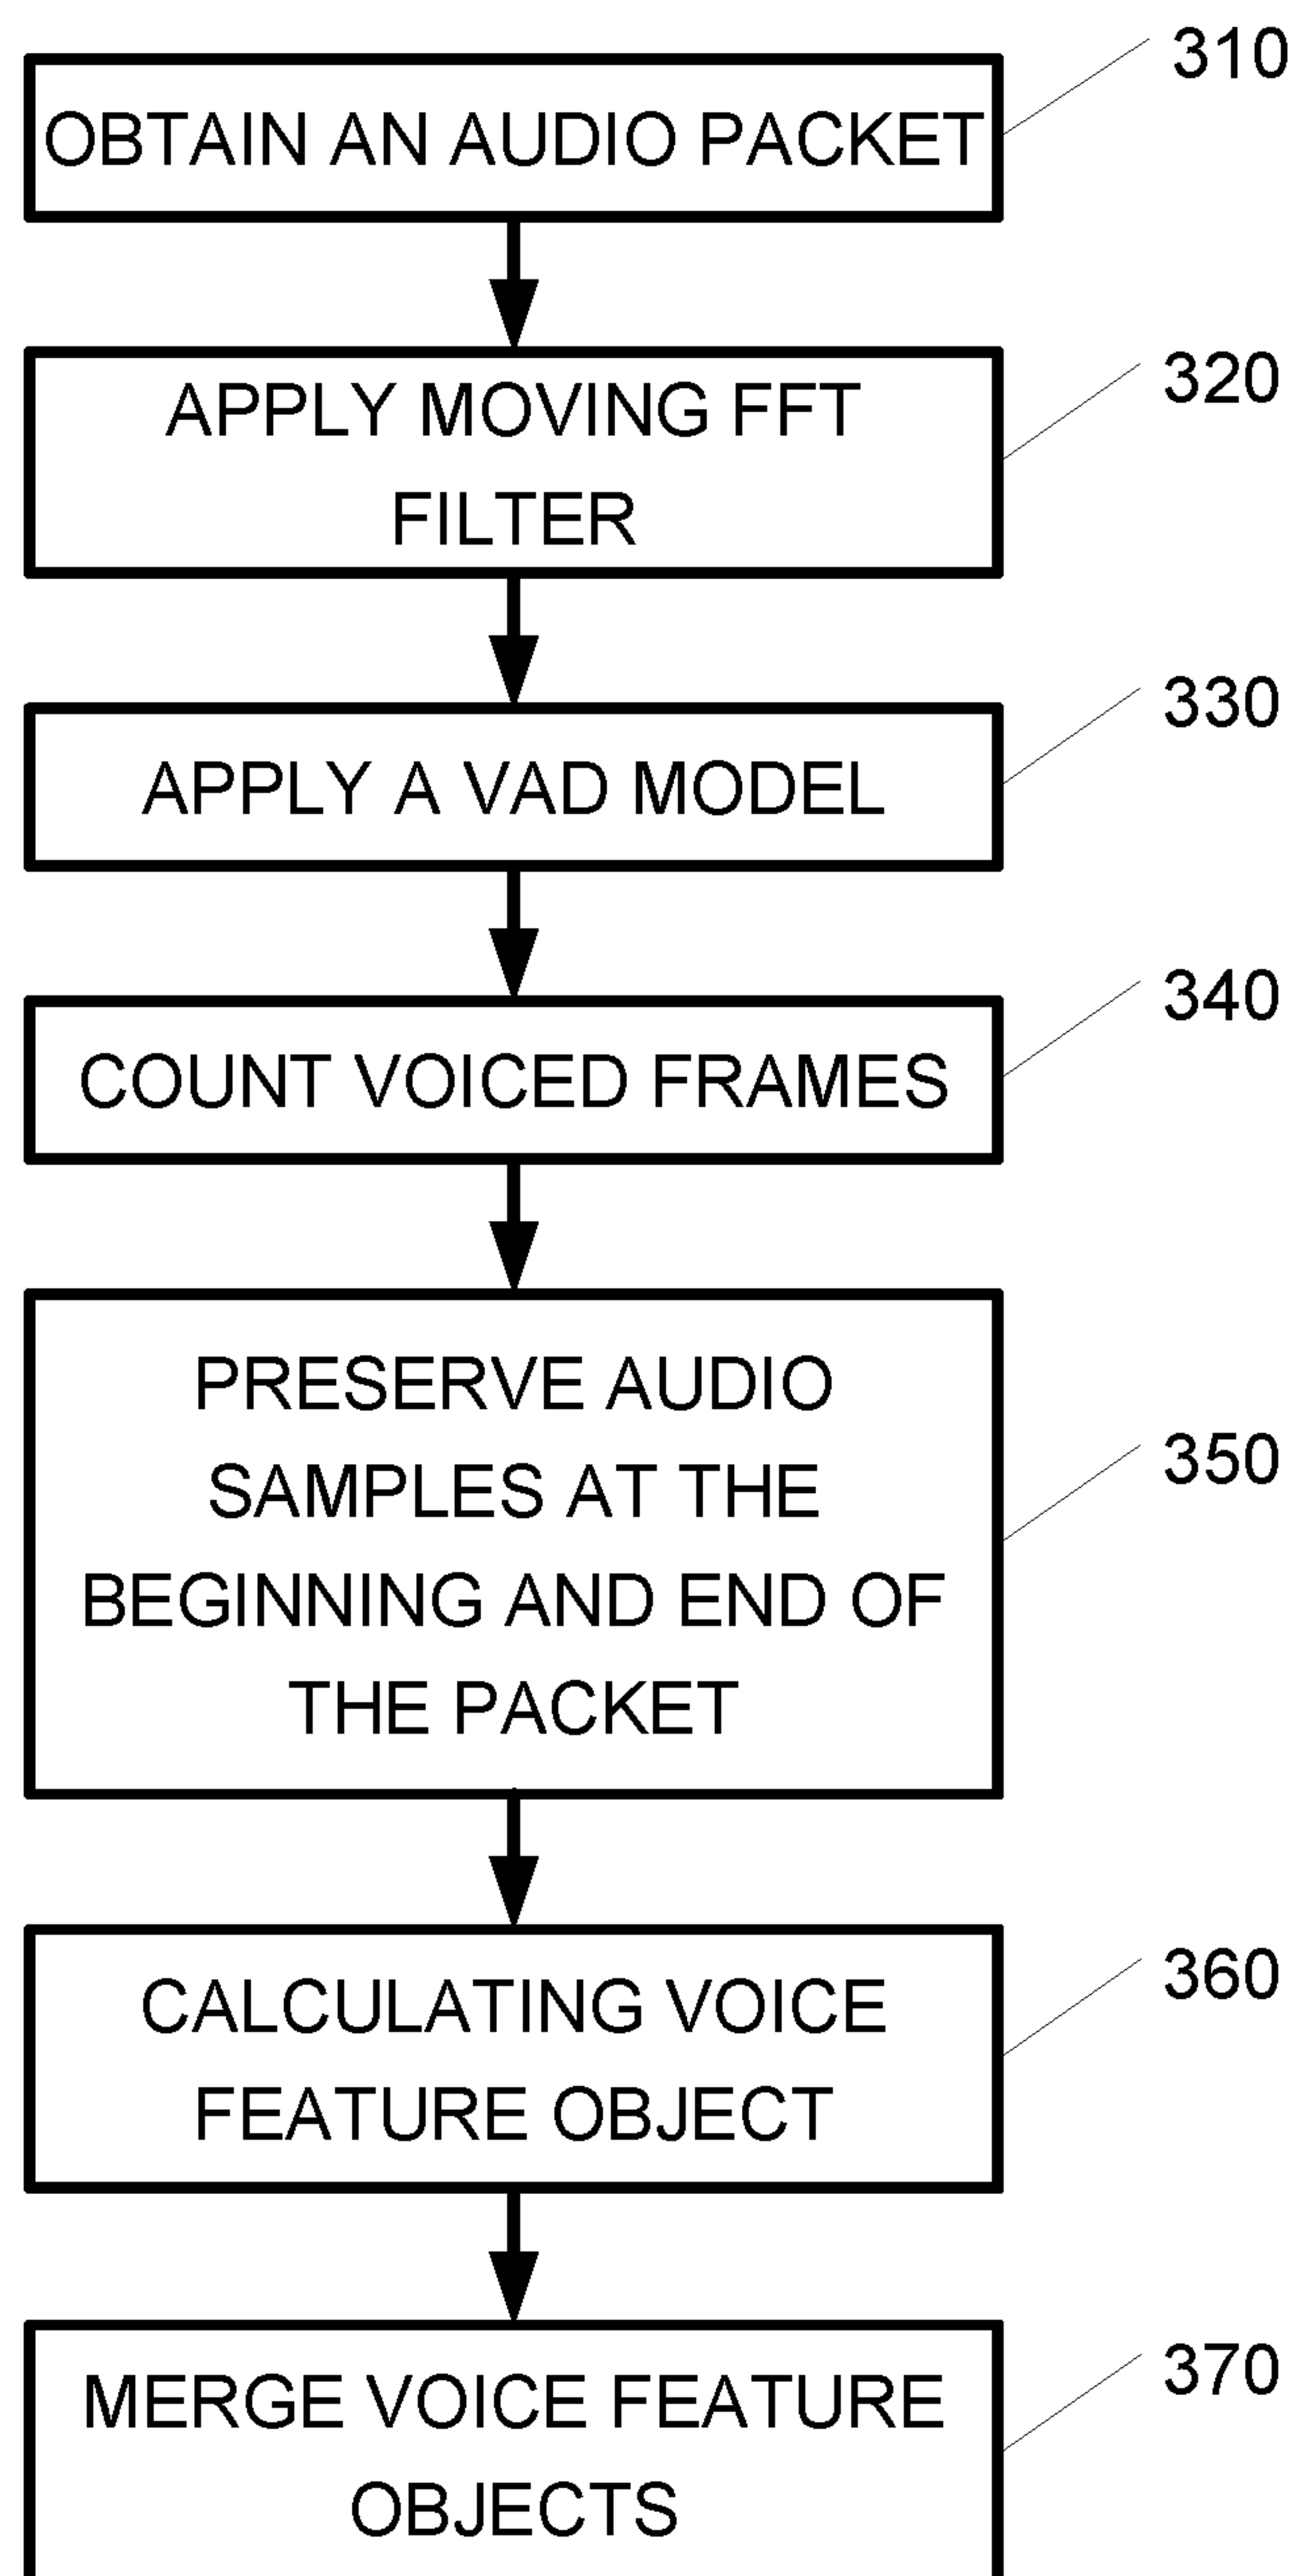 310
OBTAIN AN AUDIO PACKET
320
APPLY MOVING FFT
FILTER
330
APPLY A VAD MODEL
340
COUNT VOICED FRAMES
350
PRESERVE AUDIO
SAMPLES AT THE
BEGINNING AND END OF
THE PACKET
360
CALCULATING VOICE
FEATURE OBJECT
370
MERGE VOICE FEATURE
OBJECTS